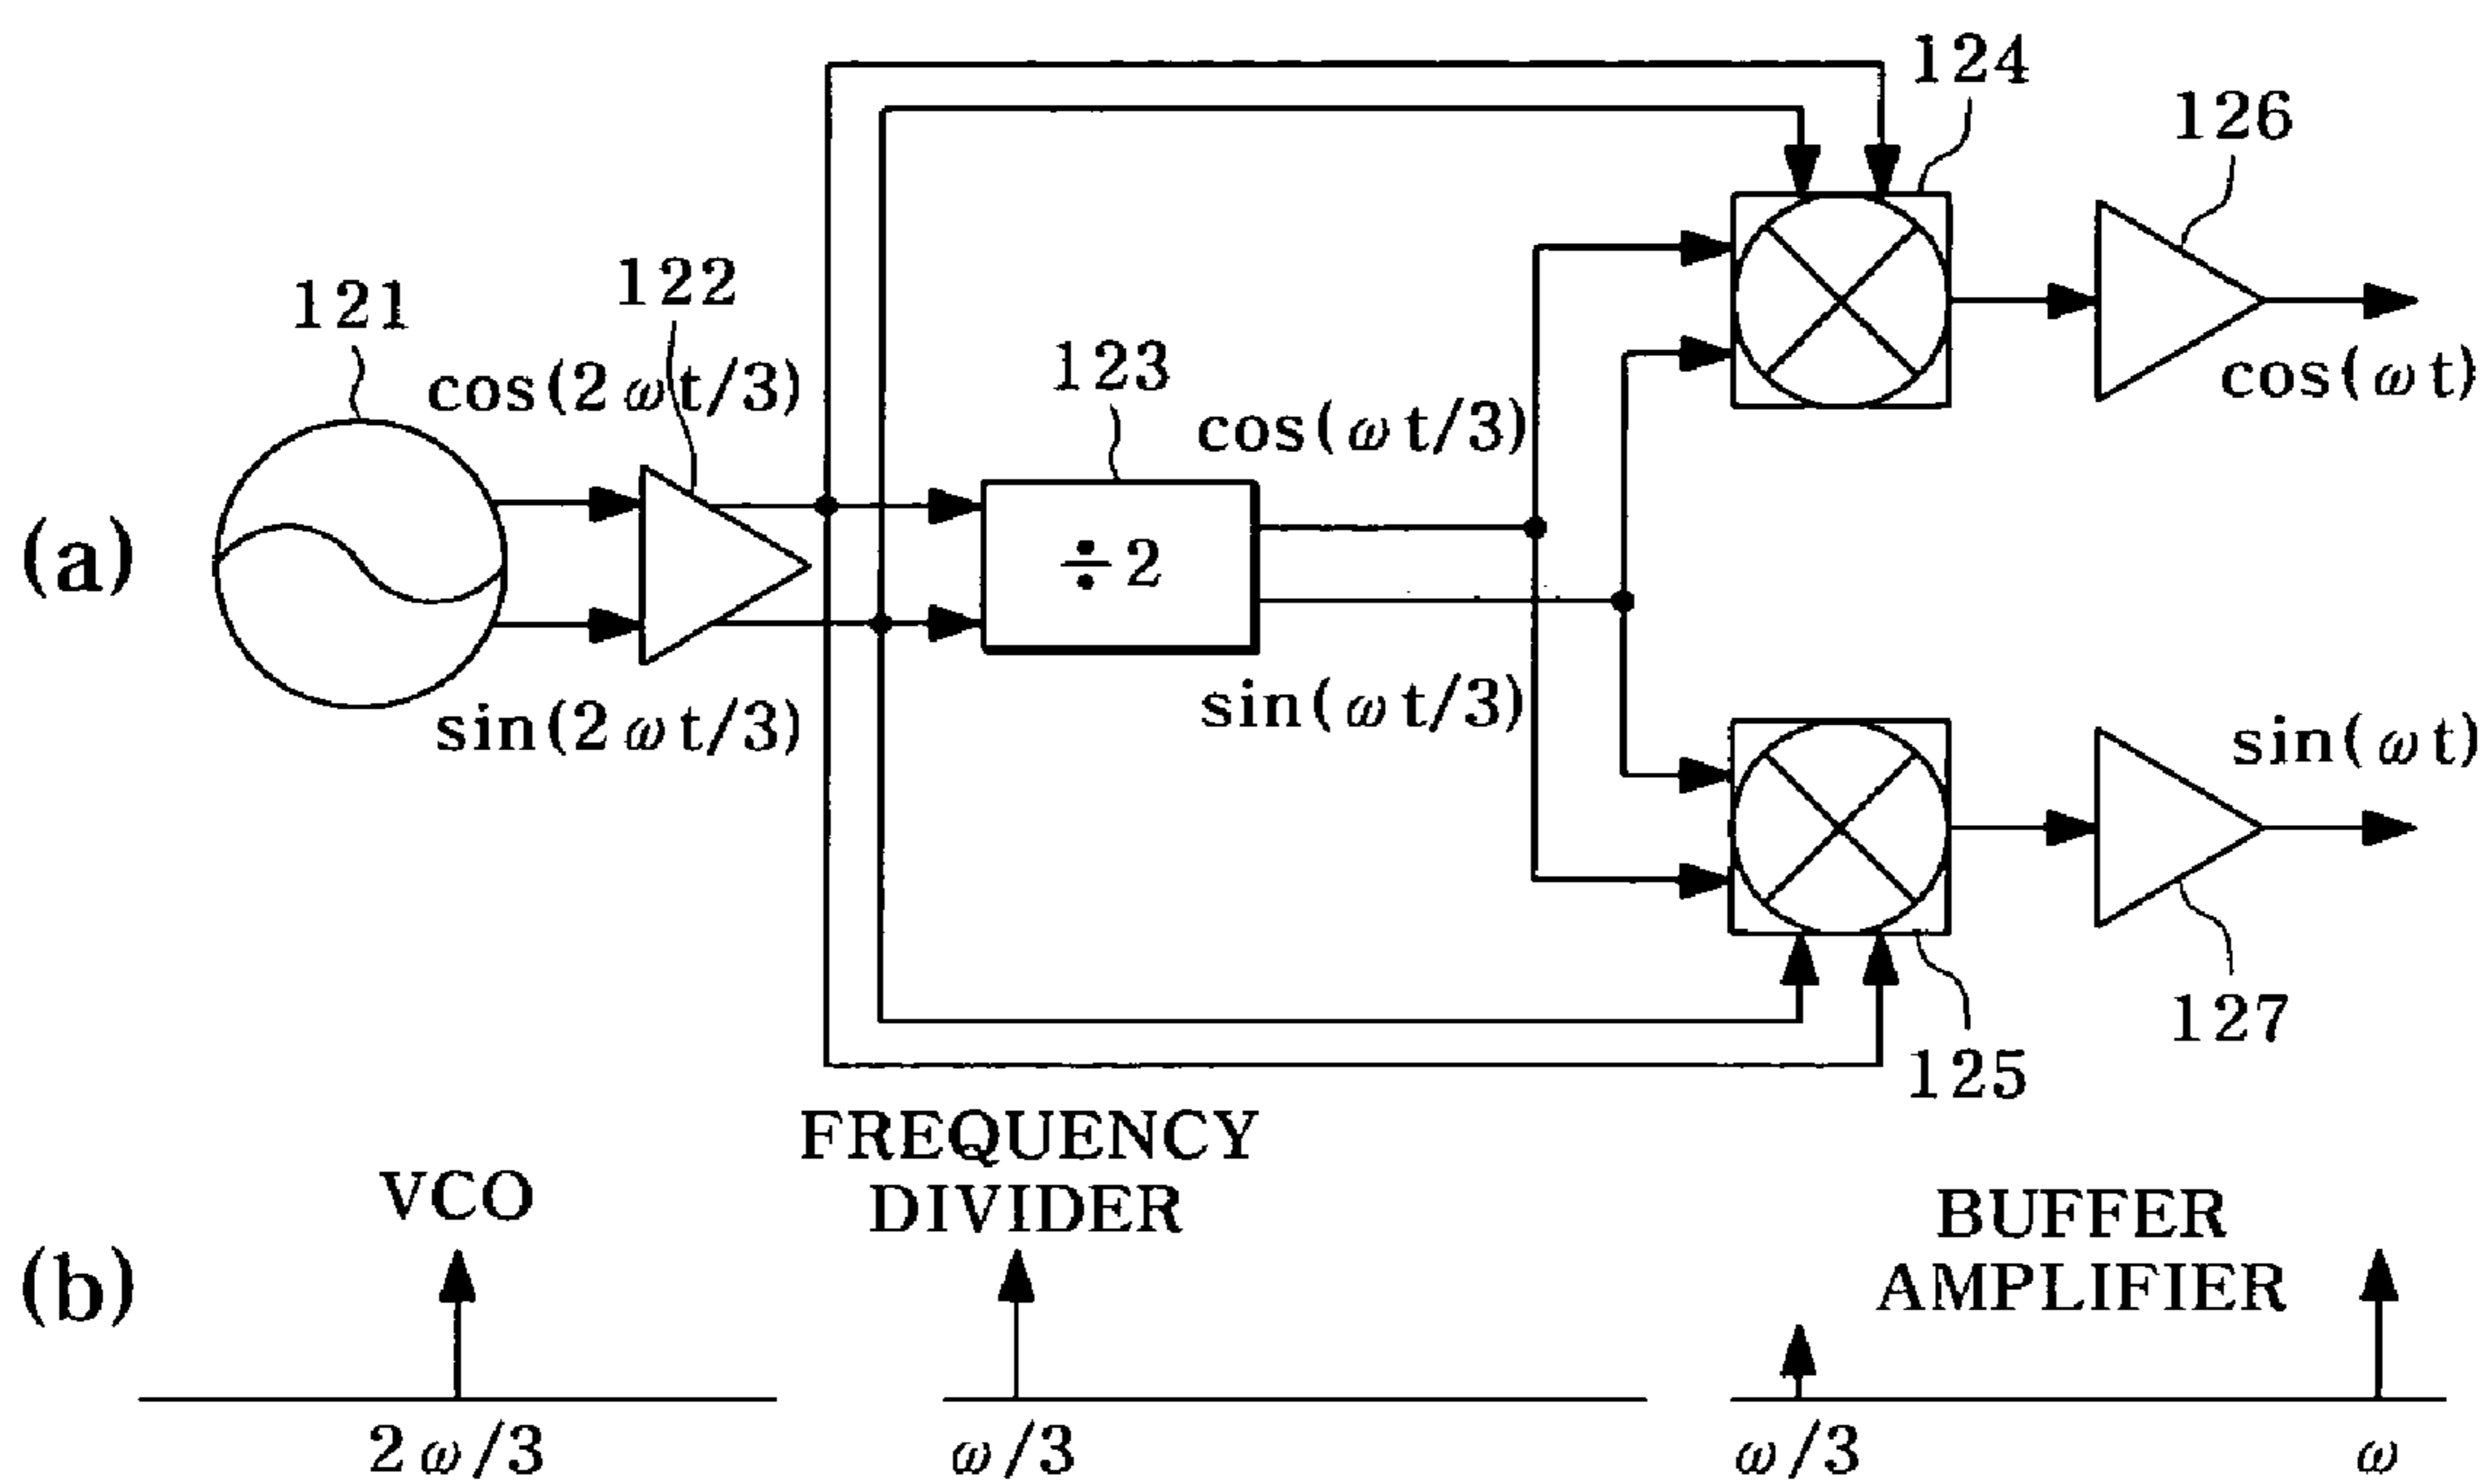 124
126
122
121
cos(2ωt/3)
123
cos(ωt/3)
cos(ωt)
(a)
÷2
sin(2ωt/3)
sin(ωt/3)
sin(ωt)
127
125
FREQUENCY
DIVIDER
VCO
BUFFER
AMPLIFIER
(b)
2ω/3
ω/3
ω/3
ω